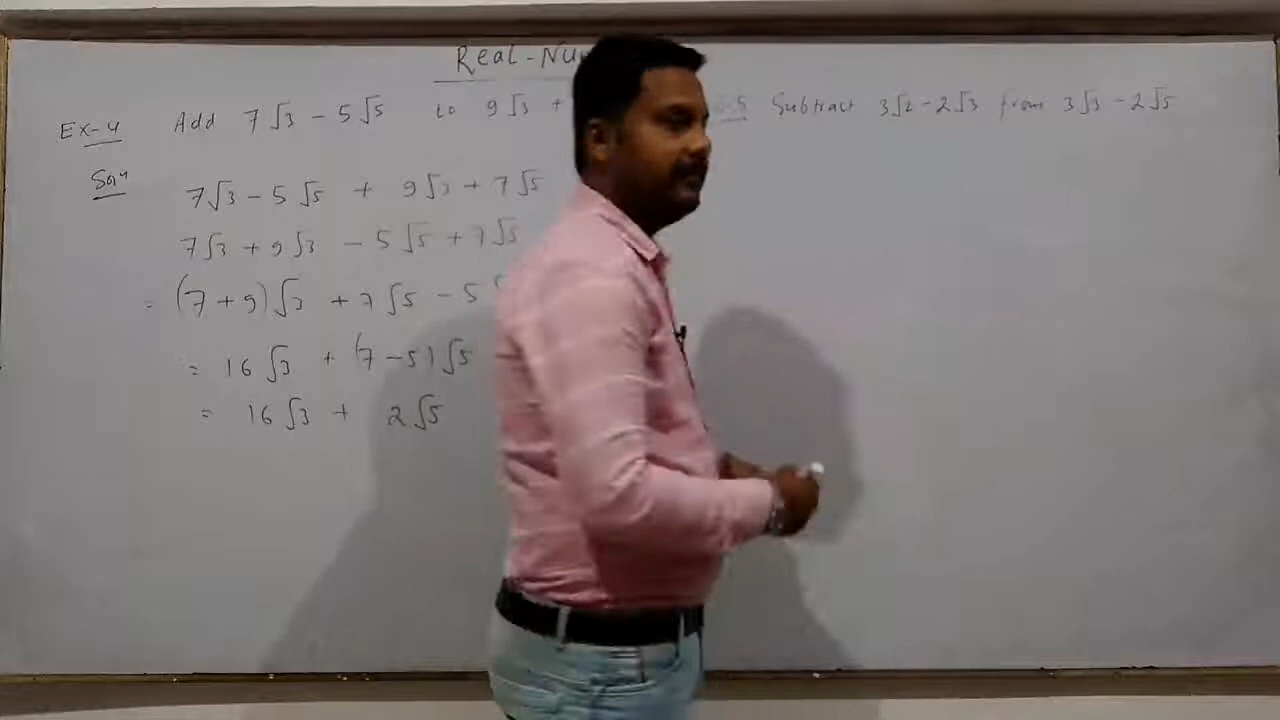 Real-Nu
Ex-4 Add 7√3 - 5√5 to 9√3 +
5 Subtract 3√2 - 2√3 from 3√3 - 2√5
Solⁿ
7√3 - 5√5 + 9√3 + 7√5
7√3 + 9√3 - 5√5 + 7√5
= (7+9)√3 + 7√5 - 5
= 16√3 + (7-5)√5
= 16√3 + 2√5